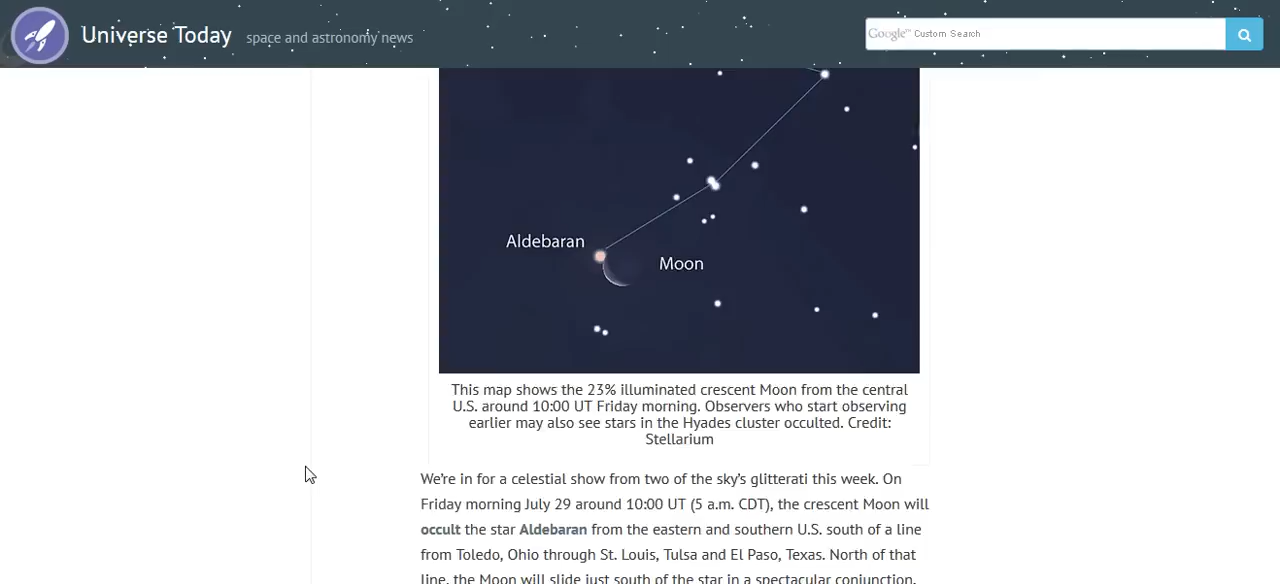 Universe Today space and astronomy news
Google™ Custom Search
Aldebaran
Moon
This map shows the 23% illuminated crescent Moon from the central
U.S. around 10:00 UT Friday morning. Observers who start observing
earlier may also see stars in the Hyades cluster occulted. Credit:
Stellarium
We're in for a celestial show from two of the sky's glitterati this week. On
Friday morning July 29 around 10:00 UT (5 a.m. CDT), the crescent Moon will
occult the star Aldebaran from the eastern and southern U.S. south of a line
from Toledo, Ohio through St. Louis, Tulsa and El Paso, Texas. North of that
line, the Moon will slide just south of the star in a spectacular conjunction.